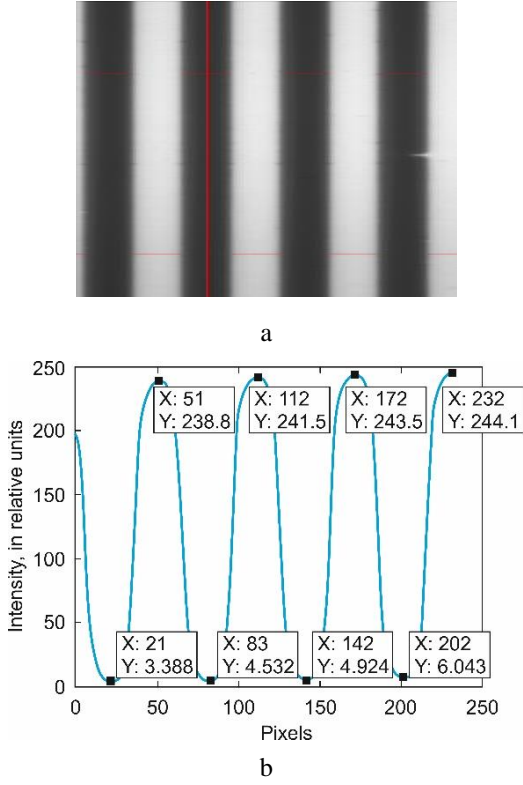 a
250
200
150
100
50
0
Intensity, in relative units
X: 51
Y: 238.8
X: 112
Y: 241.5
X: 172
Y: 243.5
X: 232
Y: 244.1
X: 21
Y: 3.388
X: 83
Y: 4.532
X: 142
Y: 4.924
X: 202
Y: 6.043
0 50 100 150 200 250
Pixels
b